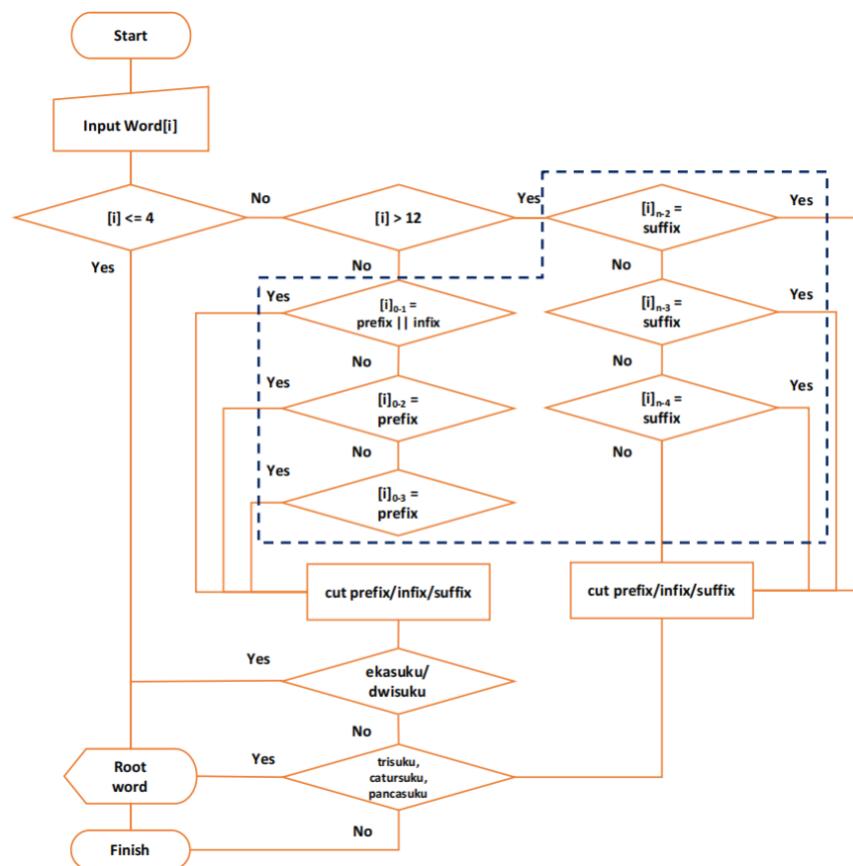 Start
Input Word[i]
[i] <= 4
No
[i] > 12
Yes
[i]n-2 =
suffix
Yes
Yes
No
No
Yes
[i]0-1 =
prefix || infix
[i]n-3 =
suffix
Yes
No
No
Yes
[i]0-2 =
prefix
[i]n-4 =
suffix
Yes
No
No
Yes
[i]0-3 =
prefix
cut prefix/infix/suffix
cut prefix/infix/suffix
Yes
ekasuku/
dwisuku
No
Root
word
Yes
trisuku,
catursuku,
pancasuku
No
Finish